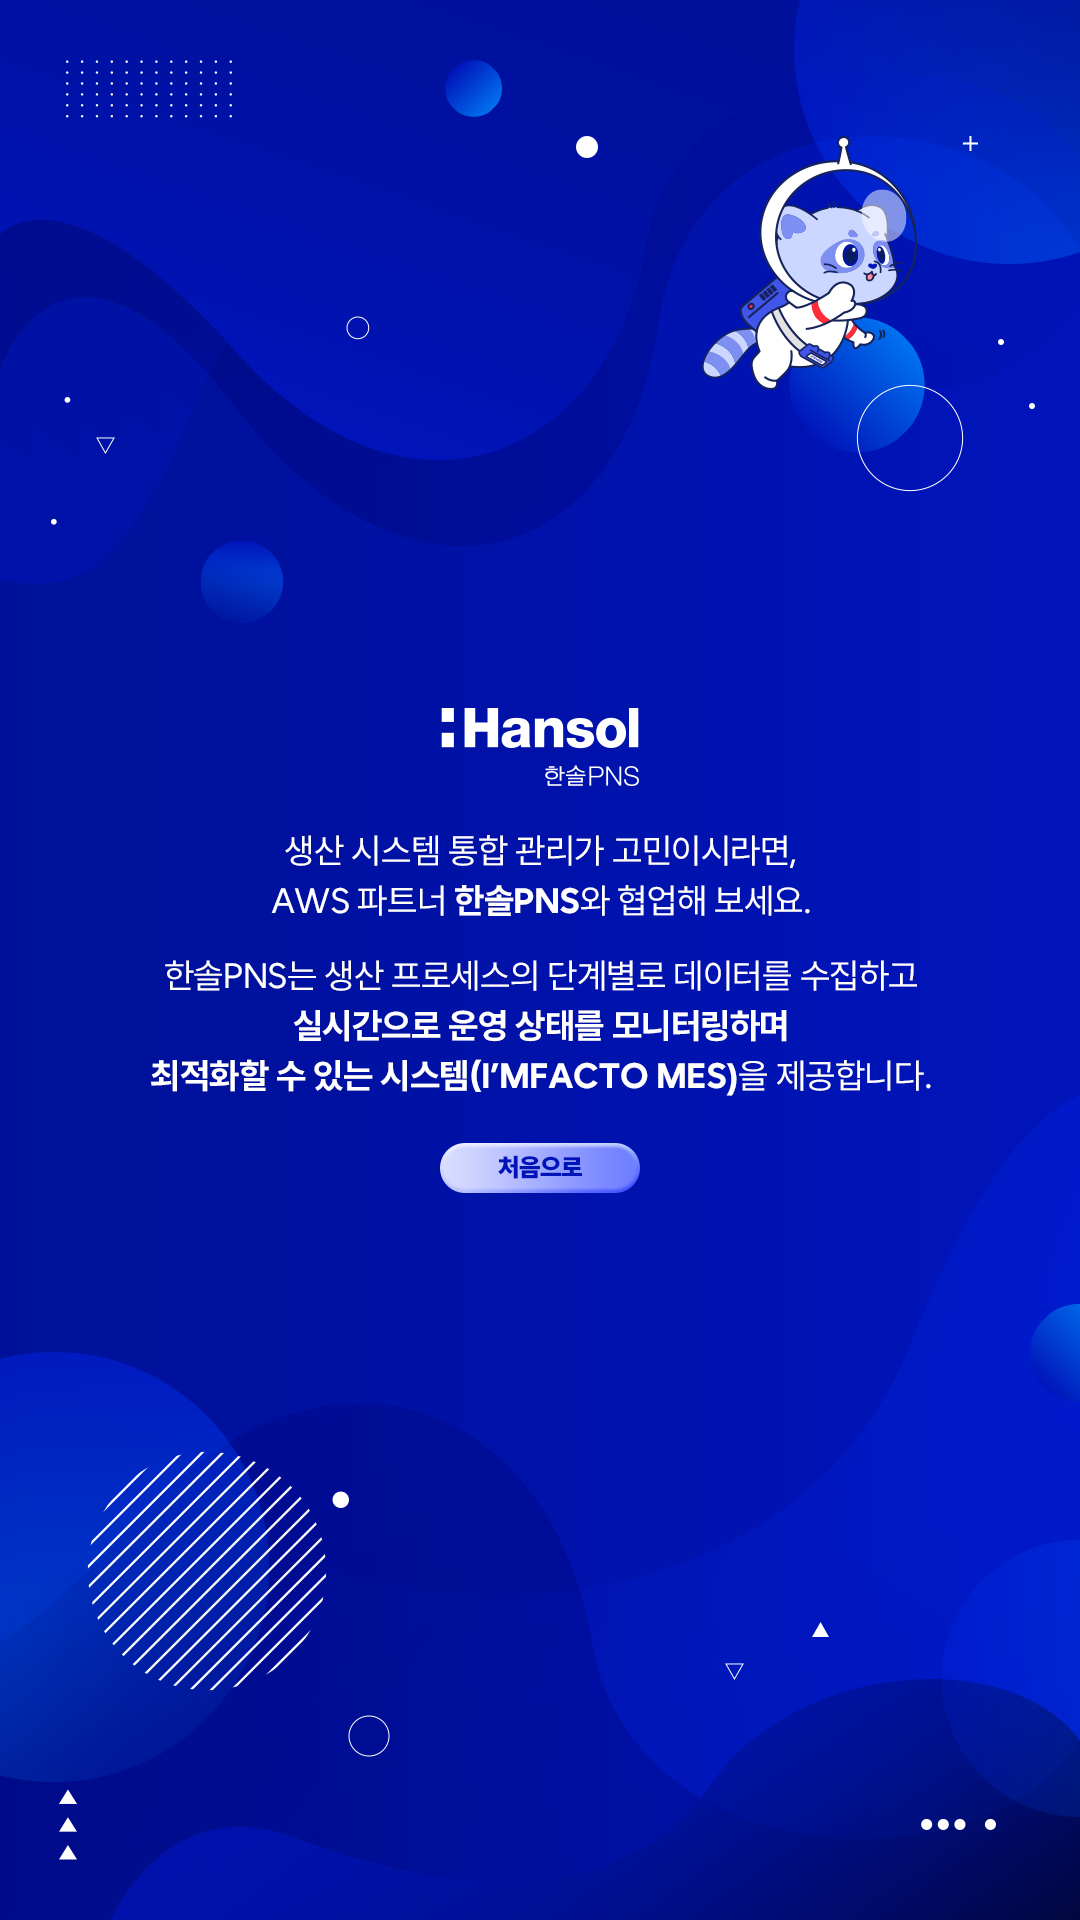 Hansol
한솔PNS
생산 시스템 통합 관리가 고민이시라면,
AWS 파트너 한솔PNS와 협업해 보세요.
한솔PNS는 생산 프로세스의 단계별로 데이터를 수집하고
실시간으로 운영 상태를 모니터링하며
최적화할 수 있는 시스템(I’MFACTO MES)을 제공합니다.
처음으로